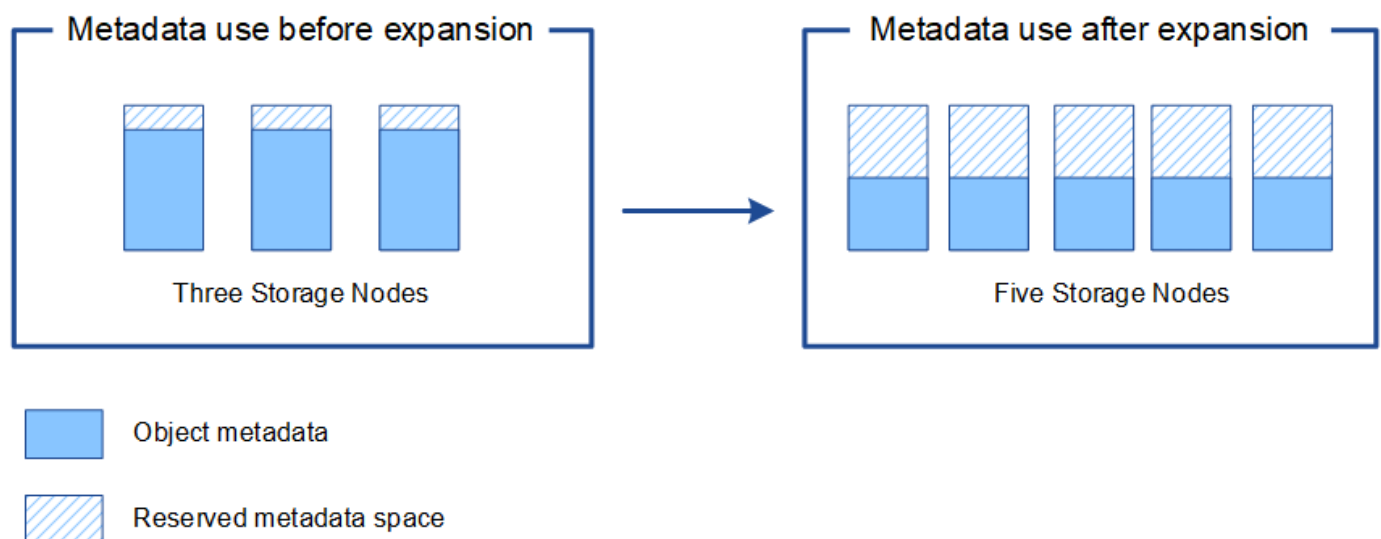 Metadata use before expansion
Metadata use after expansion
Three Storage Nodes
Five Storage Nodes
Object metadata
Reserved metadata space